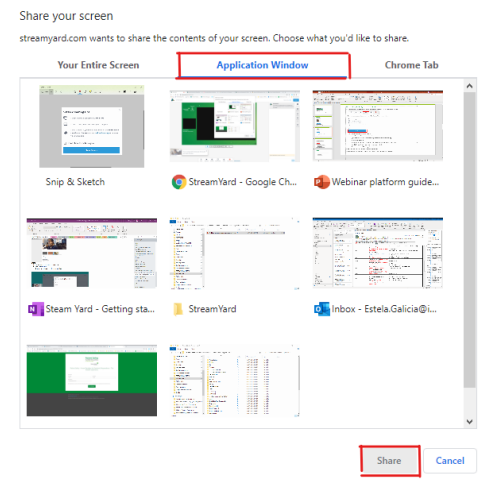 Share your screen
streamyard.com wants to share the contents of your screen. Choose what you'd like to share.
Your Entire Screen
Application Window
Chrome Tab
Snip & Sketch
StreamYard - Google Ch...
Webinar platform guide...
Steam Yard - Getting sta...
StreamYard
Inbox - Estela.Galicia@i...
Share
Cancel